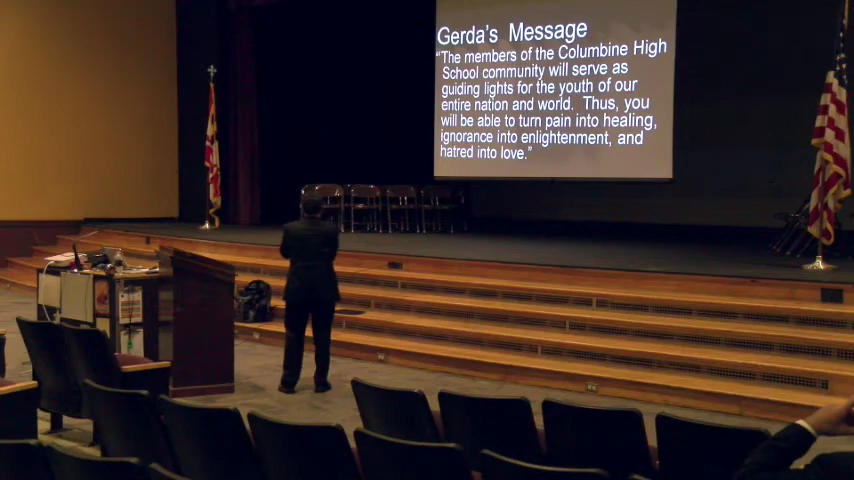 Gerda's Message
“The members of the Columbine High
School community will serve as
guiding lights for the youth of our
entire nation and world. Thus, you
will be able to turn pain into healing,
ignorance into enlightenment, and
hatred into love.”